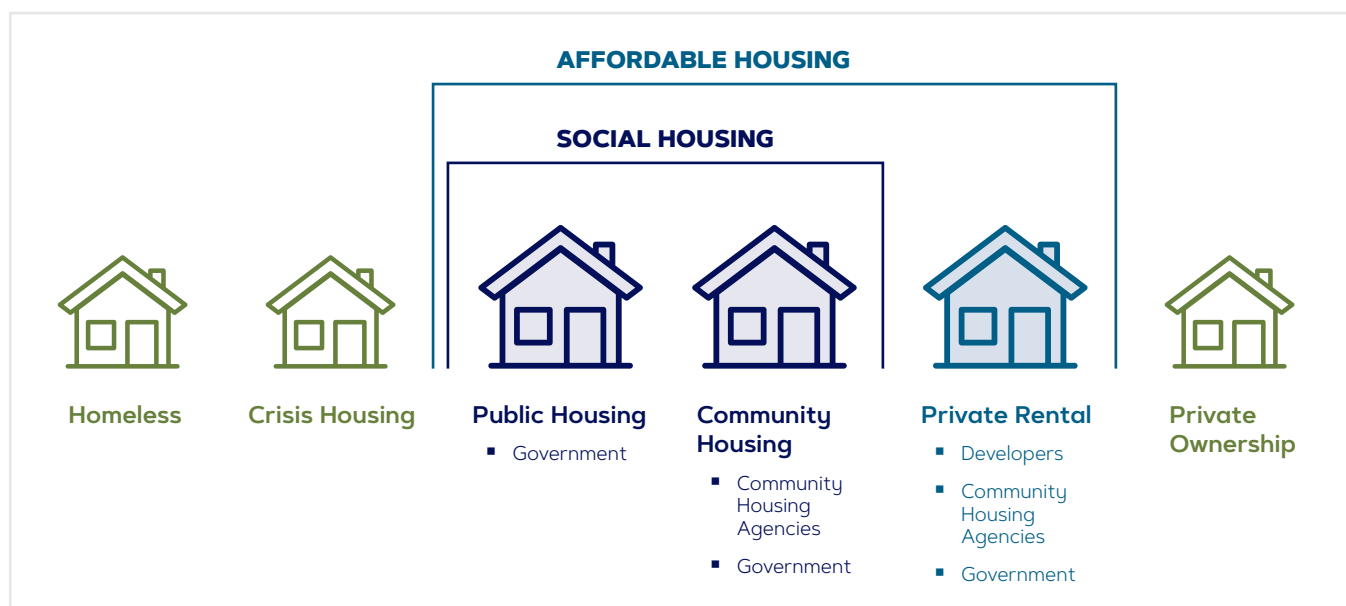 AFFORDABLE HOUSING
SOCIAL HOUSING
Homeless
Crisis Housing
Public Housing
▪ Government
Community
Housing
▪ Community
Housing
Agencies
▪ Government
Private Rental
▪ Developers
▪ Community
Housing
Agencies
▪ Government
Private
Ownership